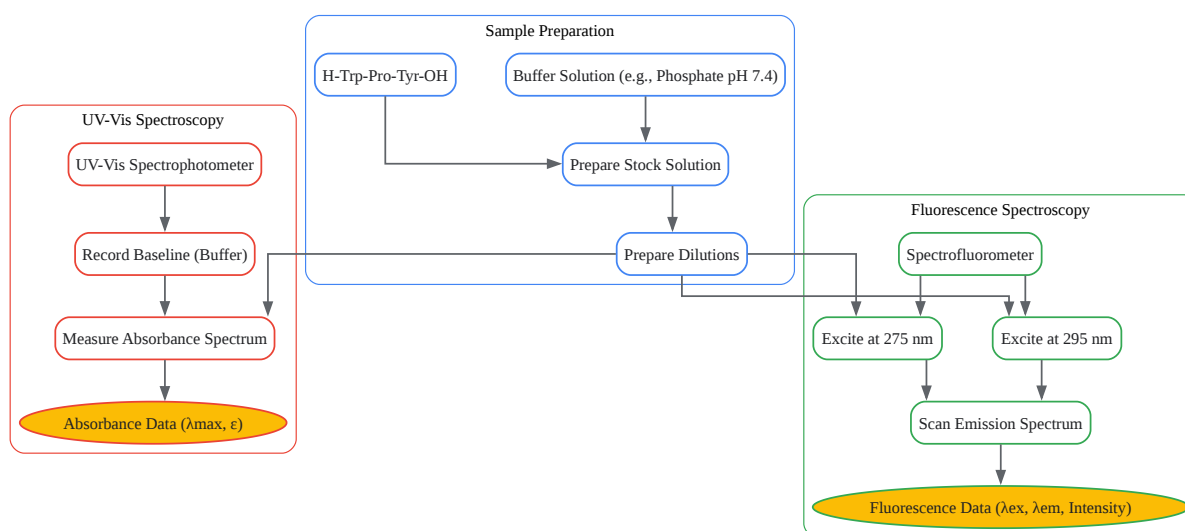 Sample Preparation
H-Trp-Pro-Tyr-OH
Buffer Solution (e.g., Phosphate pH 7.4)
Prepare Stock Solution
Prepare Dilutions
UV-Vis Spectroscopy
UV-Vis Spectrophotometer
Record Baseline (Buffer)
Measure Absorbance Spectrum
Absorbance Data (λmax, ε)
Fluorescence Spectroscopy
Spectrofluorometer
Excite at 275 nm
Excite at 295 nm
Scan Emission Spectrum
Fluorescence Data (λex, λem, Intensity)